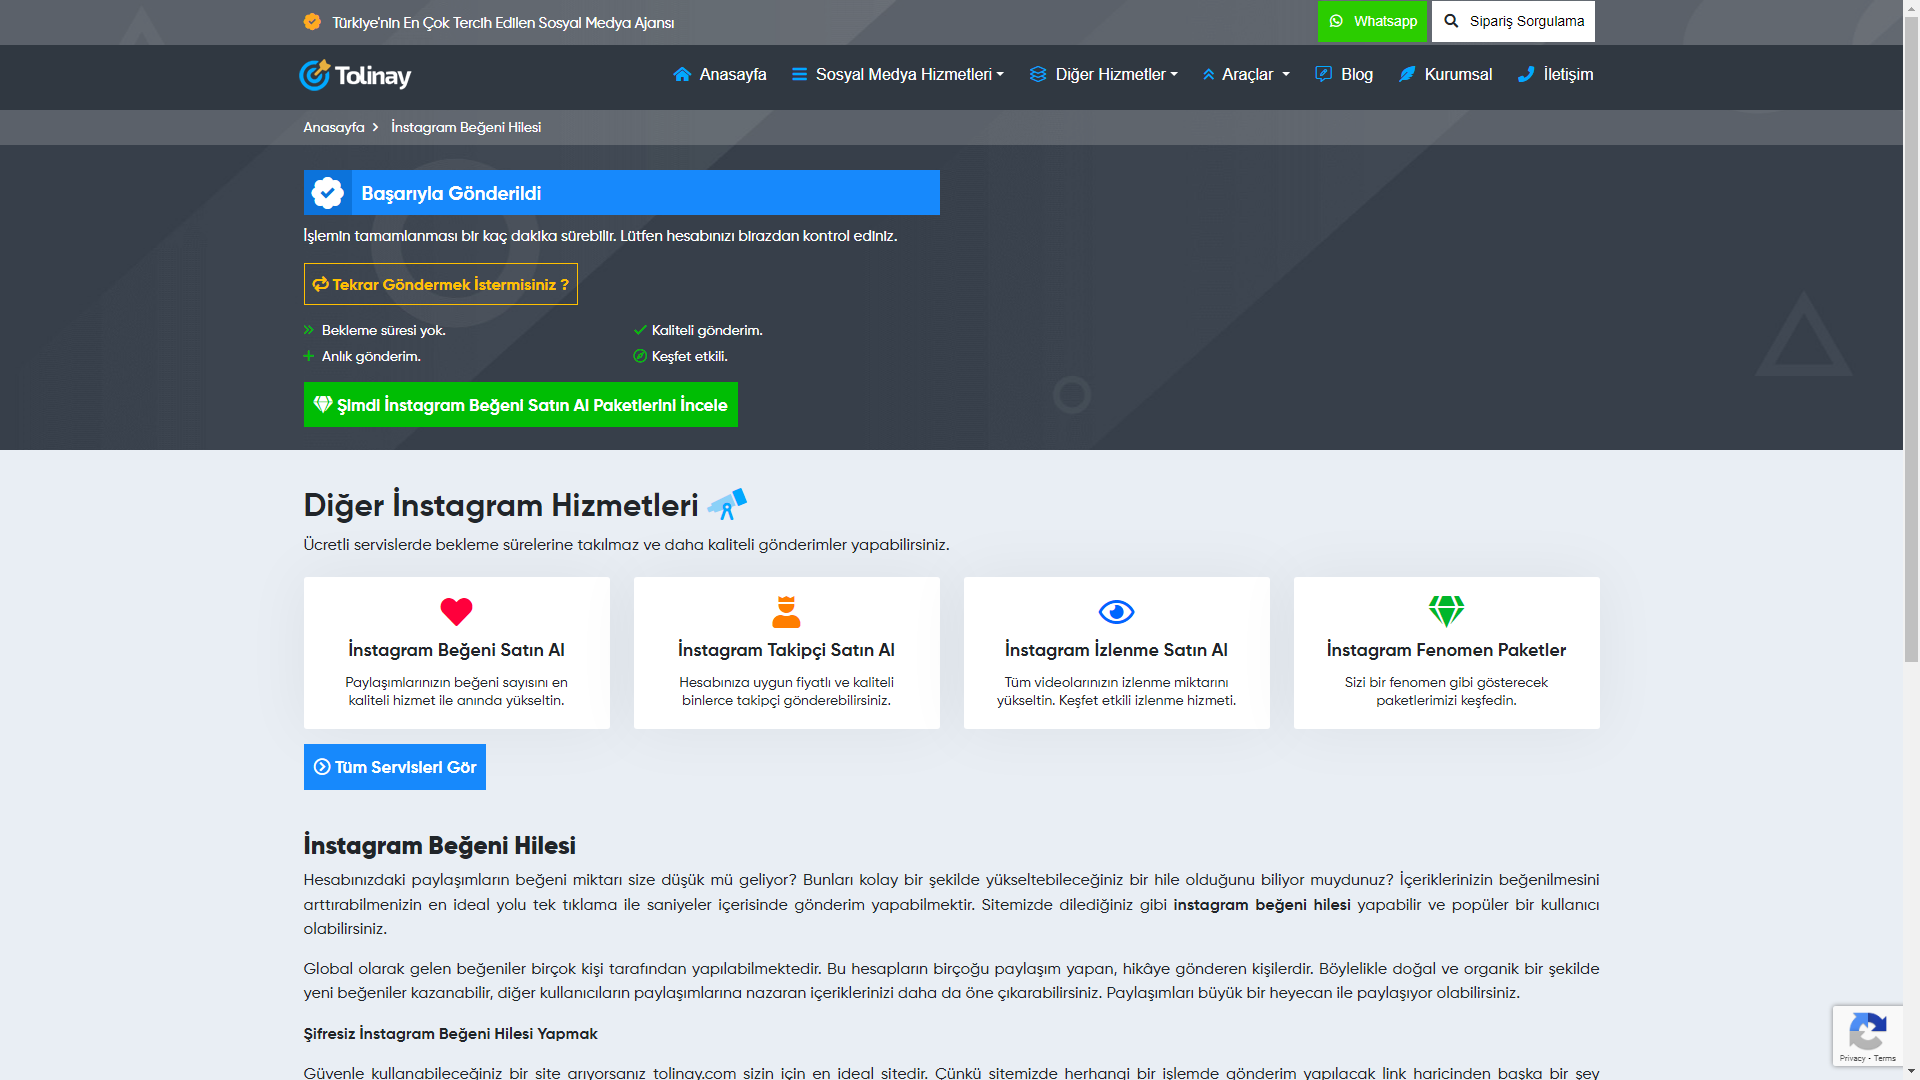 Türkiye'nin En Çok Tercih Edilen Sosyal Medya Ajansı
Whatsapp
Sipariş Sorgulama
Tolinay
Anasayfa
Sosyal Medya Hizmetleri
Diğer Hizmetler
Araçlar
Blog
Kurumsal
İletişim
Anasayfa
İnstagram Beğeni Hilesi
Başarıyla Gönderildi
İşlemin tamamlanması bir kaç dakika sürebilir. Lütfen hesabınızı birazdan kontrol ediniz.
Tekrar Göndermek İstermisiniz ?
Bekleme süresi yok.
Kaliteli gönderim.
Anlık gönderim.
Keşfet etkili.
Şimdi İnstagram Beğeni Satın Al Paketlerini İncele
Diğer İnstagram Hizmetleri
Ücretli servislerde bekleme sürelerine takılmaz ve daha kaliteli gönderimler yapabilirsiniz.
İnstagram Beğeni Satın Al
Paylaşımlarınızın beğeni sayısını en
kaliteli hizmet ile anında yükseltin.
İnstagram Takipçi Satın Al
Hesabınıza uygun fiyatlı ve kaliteli
binlerce takipçi gönderebilirsiniz.
İnstagram İzlenme Satın Al
Tüm videolarınızın izlenme miktarını
yükseltin. Keşfet etkili izlenme hizmeti.
İnstagram Fenomen Paketler
Sizi bir fenomen gibi gösterecek
paketlerimizi keşfedin.
Tüm Servisleri Gör
İnstagram Beğeni Hilesi
Hesabınızdaki paylaşımların beğeni miktarı size düşük mü geliyor? Bunları kolay bir şekilde yükseltebileceğiniz bir hile olduğunu biliyor muydunuz? İçeriklerinizin beğenilmesini
arttırabilmenizin en ideal yolu tek tıklama ile saniyeler içerisinde gönderim yapabilmektir. Sitemizde dilediğiniz gibi instagram beğeni hilesi yapabilir ve popüler bir kullanıcı
olabilirsiniz.
Global olarak gelen beğeniler birçok kişi tarafından yapılabilmektedir. Bu hesapların birçoğu paylaşım yapan, hikâye gönderen kişilerdir. Böylelikle doğal ve organik bir şekilde
yeni beğeniler kazanabilir, diğer kullanıcıların paylaşımlarına nazaran içeriklerinizi daha da öne çıkarabilirsiniz. Paylaşımları büyük bir heyecan ile paylaşıyor olabilirsiniz.
Şifresiz İnstagram Beğeni Hilesi Yapmak
Güvenle kullanabileceğiniz bir site arıyorsanız tolinay.com sizin için en ideal sitedir. Çünkü sitemizde herhangi bir işlemde gönderim yapılacak link haricinden başka bir şey
Privacy - Terms